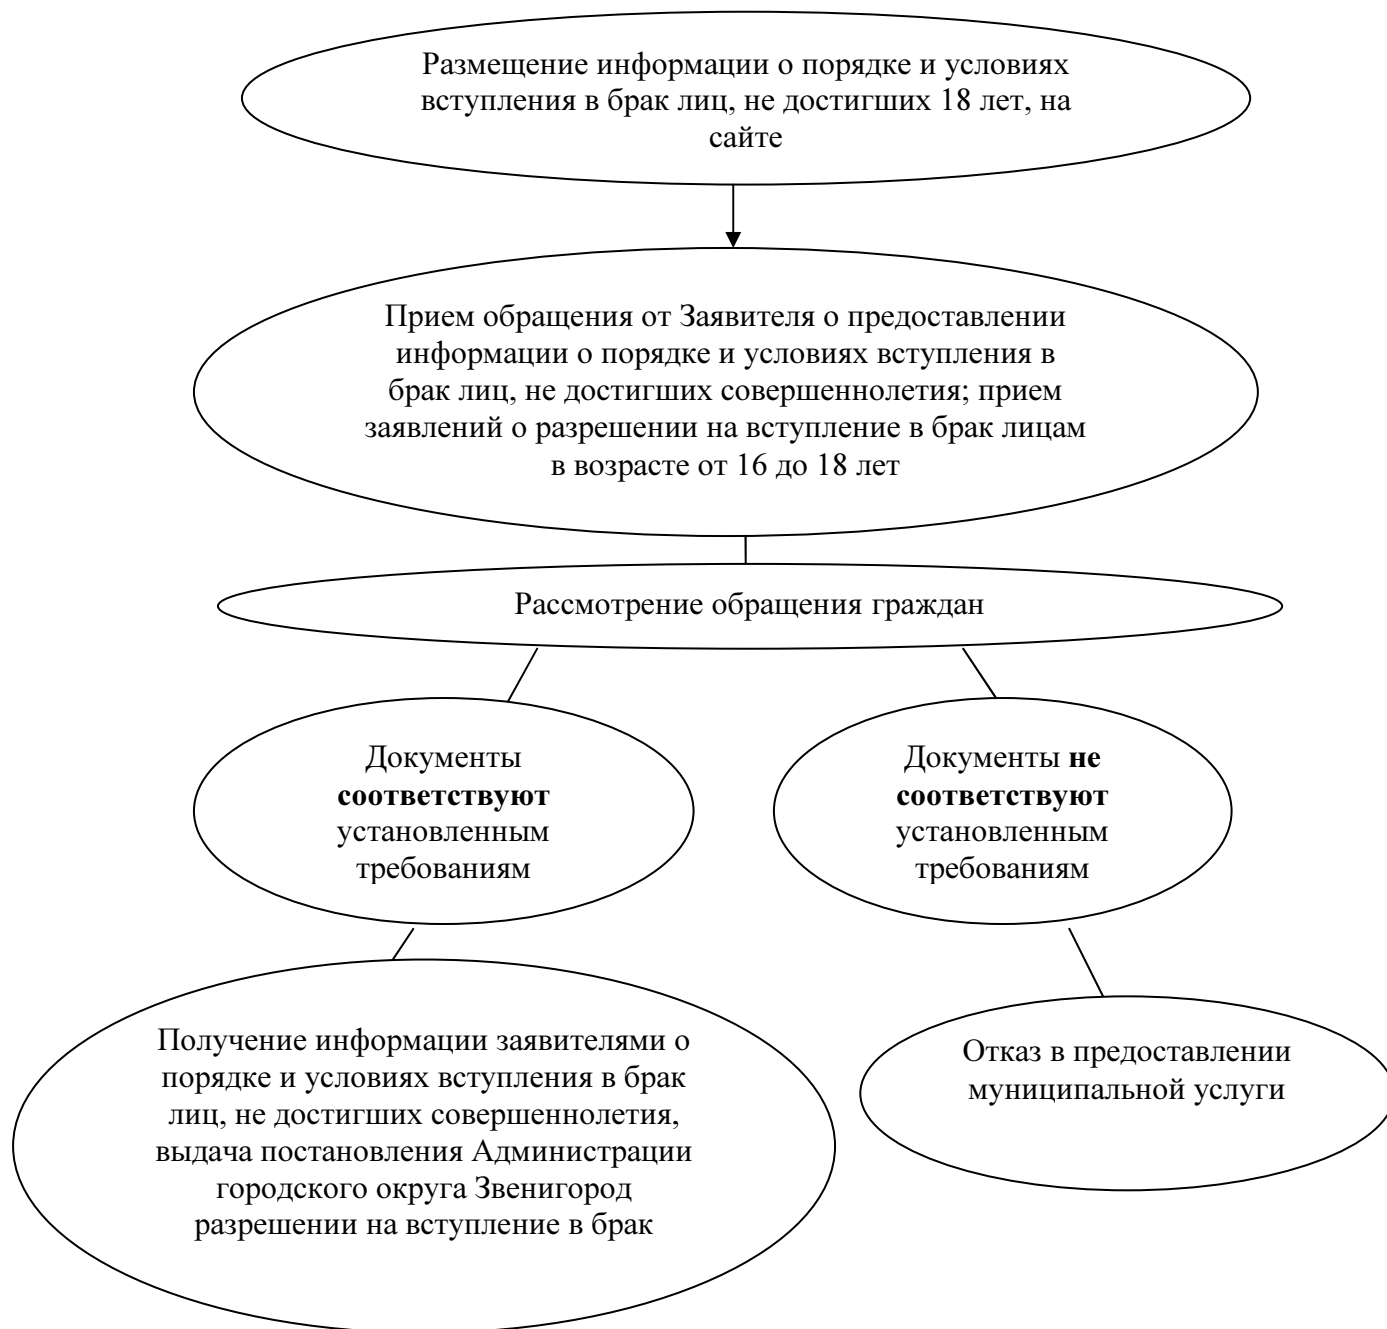 Размещение информации о порядке и условиях
вступления в брак лиц, не достигших 18 лет, на
сайте
Прием обращения от Заявителя о предоставлении
информации о порядке и условиях вступления в
брак лиц, не достигших совершеннолетия; прием
заявлений о разрешении на вступление в брак лицам
в возрасте от 16 до 18 лет
Рассмотрение обращения граждан
Документы
соответствуют
установленным
требованиям
Документы не
соответствуют
установленным
требованиям
Получение информации заявителями о
порядке и условиях вступления в брак
лиц, не достигших совершеннолетия,
выдача постановления Администрации
городского округа Звенигород
разрешении на вступление в брак
Отказ в предоставлении
муниципальной услуги